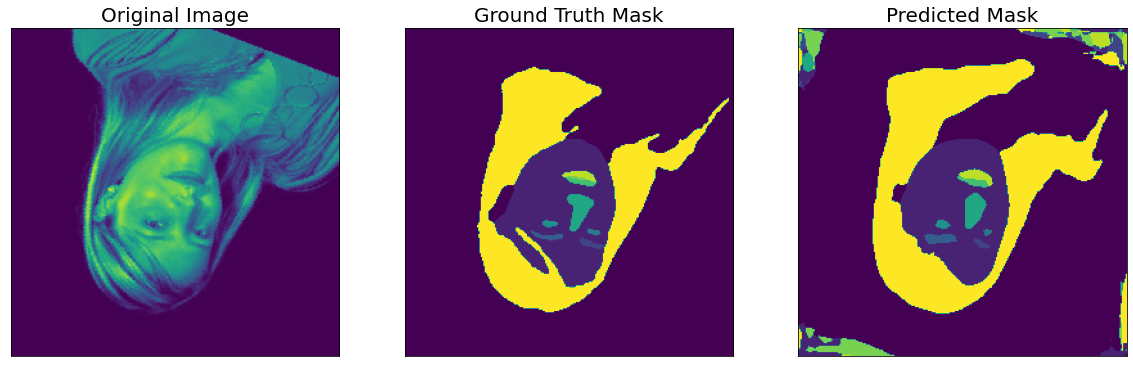 Original Image
Ground Truth Mask
Predicted Mask